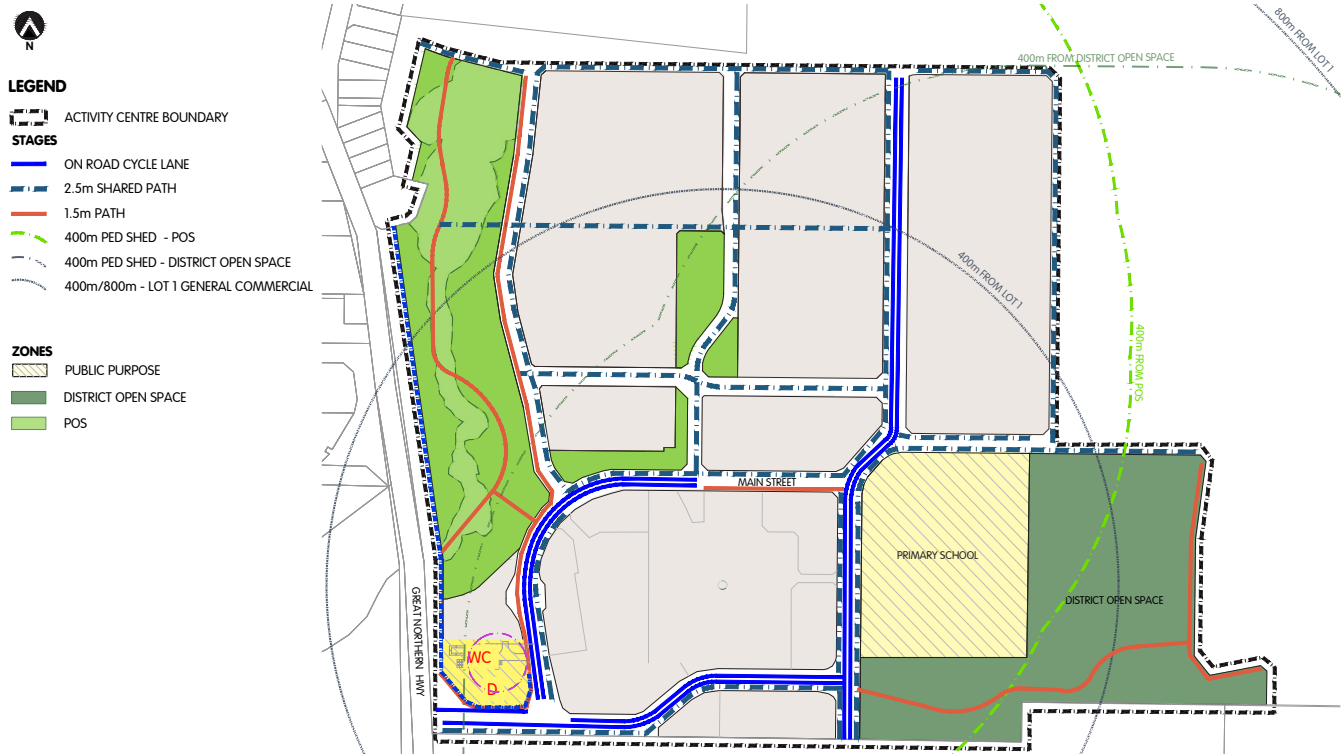 N
LEGEND
ACTIVITY CENTRE BOUNDARY
STAGES
ON ROAD CYCLE LANE
2.5m SHARED PATH
1.5m PATH
400m PED SHED - POS
400m PED SHED - DISTRICT OPEN SPACE
400m/800m - LOT 1 GENERAL COMMERCIAL
ZONES
PUBLIC PURPOSE
DISTRICT OPEN SPACE
POS
800m FROM LOT 1
400m FROM DISTRICT OPEN SPACE
400m FROM LOT 1
400m FROM POS
MAIN STREET
PRIMARY SCHOOL
DISTRICT OPEN SPACE
GREAT NORTHERN HWY
WC
D